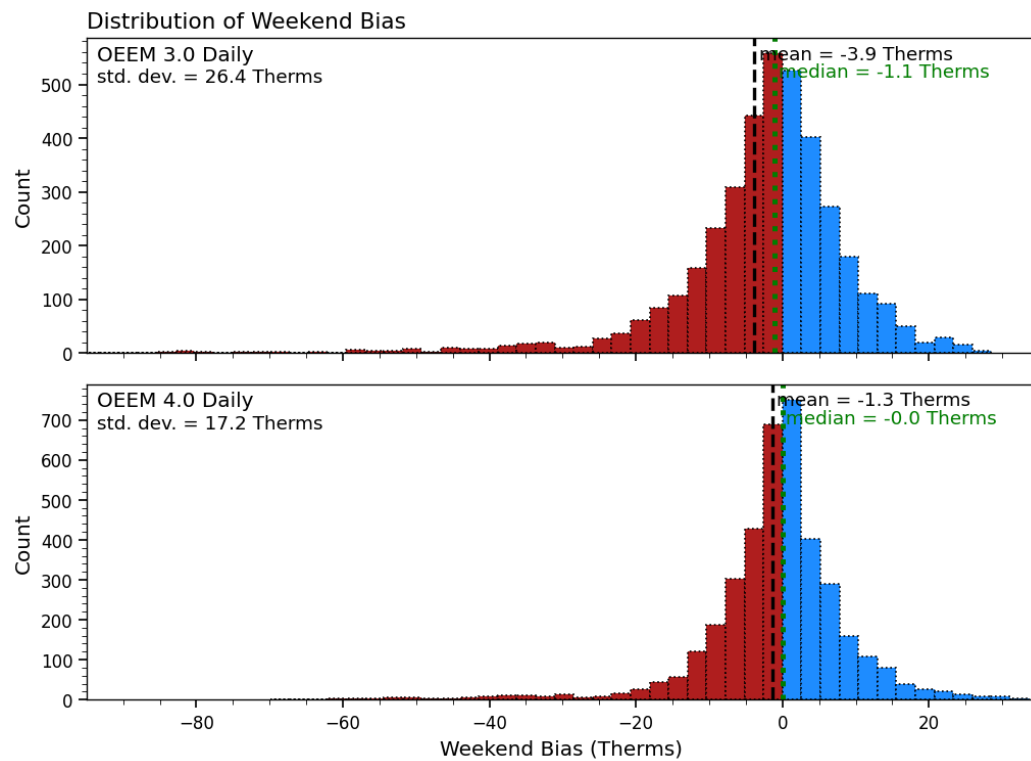 Distribution of Weekend Bias
OEEM 3.0 Daily
std. dev. = 26.4 Therms
mean = -3.9 Therms
median = -1.1 Therms
500
400
300
200
100
0
Count
OEEM 4.0 Daily
std. dev. = 17.2 Therms
mean = -1.3 Therms
median = -0.0 Therms
700
600
500
400
300
200
100
0
Count
−80 −60 −40 −20 0 20
Weekend Bias (Therms)